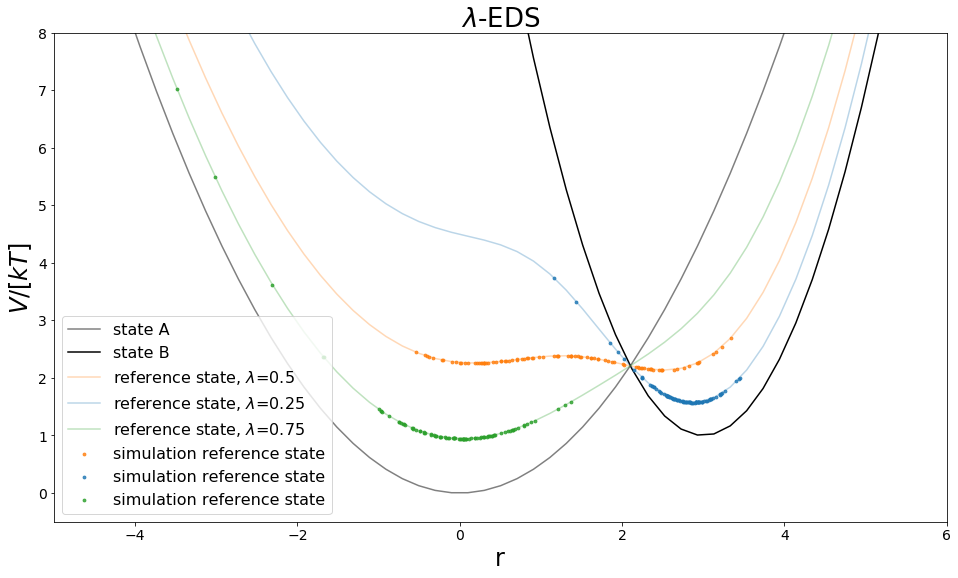 λ-EDS
V/[kT]
8
7
6
5
4
3
2
1
0
state A
state B
reference state, λ=0.5
reference state, λ=0.25
reference state, λ=0.75
simulation reference state
simulation reference state
simulation reference state
−4 −2 0 2 4 6
r